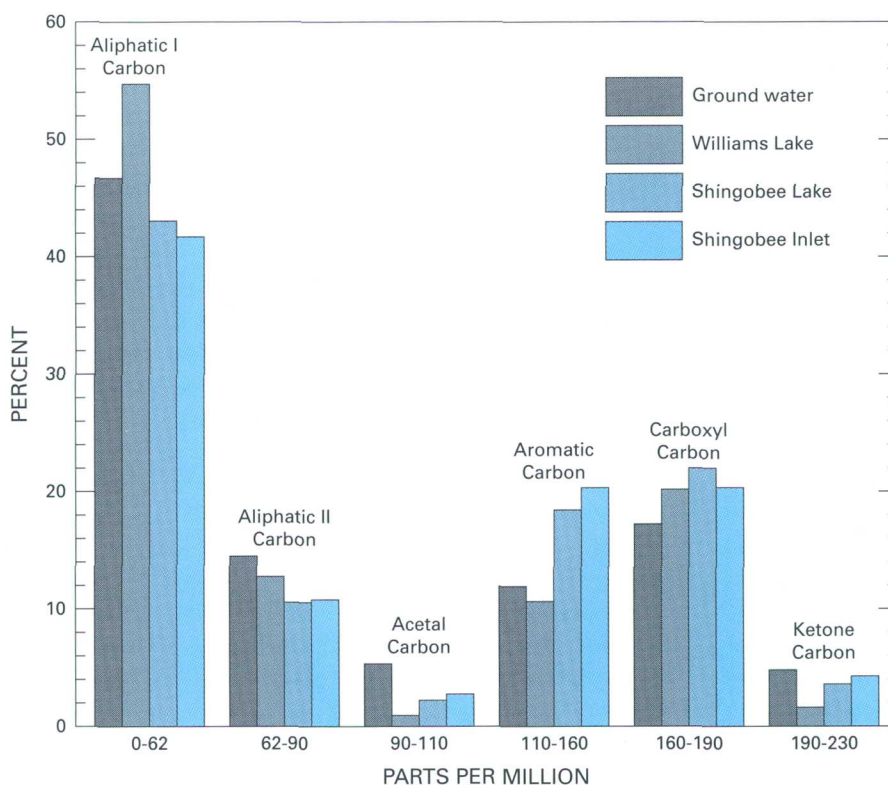 60
50
40
30
20
10
0
PERCENT
Aliphatic I
Carbon
Aliphatic II
Carbon
Acetal
Carbon
Aromatic
Carbon
Carboxyl
Carbon
Ketone
Carbon
Ground water
Williams Lake
Shingobee Lake
Shingobee Inlet
0-62
62-90
90-110
110-160
160-190
190-230
PARTS PER MILLION